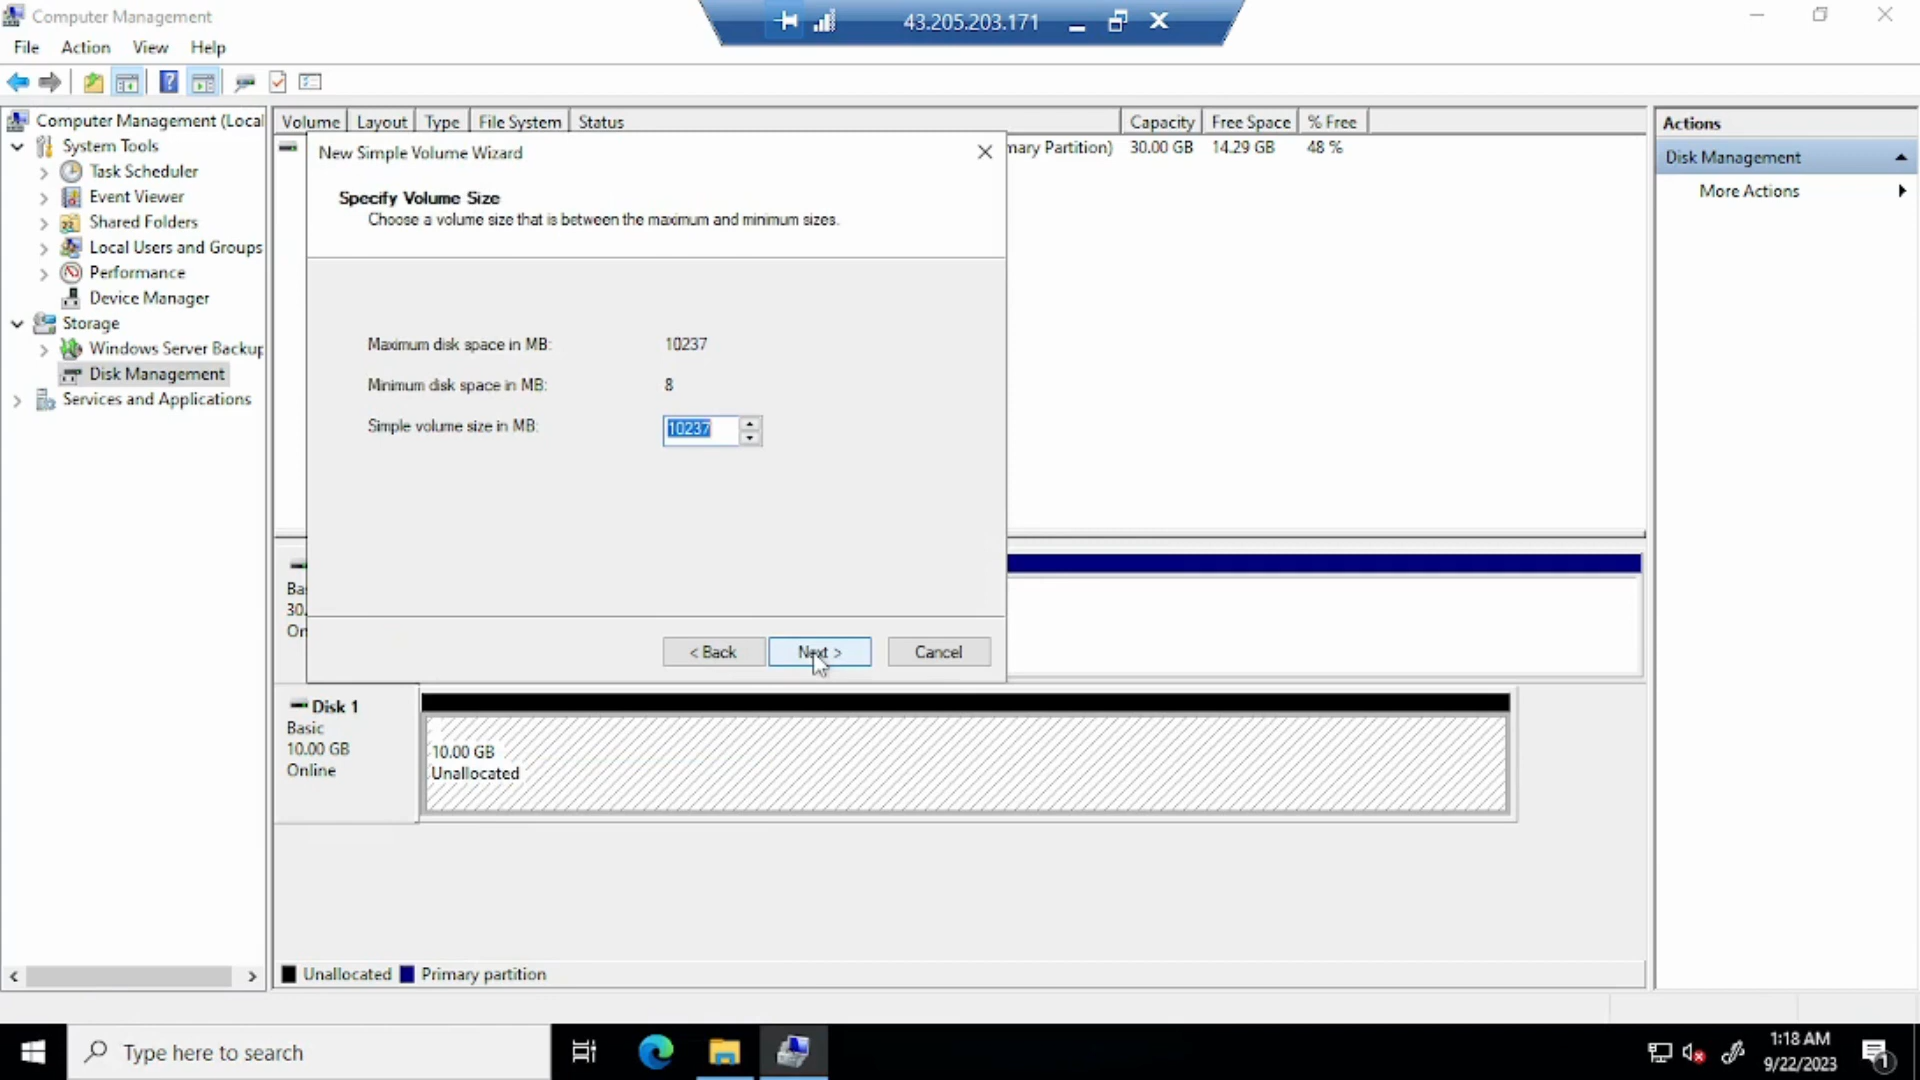 Computer Management
43.205.203.171
File Action View Help
Computer Management (Local
System Tools
Task Scheduler
Event Viewer
Shared Folders
Local Users and Groups
Performance
Device Manager
Storage
Windows Server Backup
Disk Management
Services and Applications
Volume Layout Type File System Status Capacity Free Space % Free
mary Partition) 30.00 GB 14.29 GB 48 %
New Simple Volume Wizard
Specify Volume Size
Choose a volume size that is between the maximum and minimum sizes.
Maximum disk space in MB: 10237
Minimum disk space in MB: 8
Simple volume size in MB: 10237
< Back Next > Cancel
Ba
30.
On
Disk 1
Basic
10.00 GB
Online
10.00 GB
Unallocated
Unallocated Primary partition
Actions
Disk Management
More Actions
Type here to search
1:18 AM
9/22/2023
1